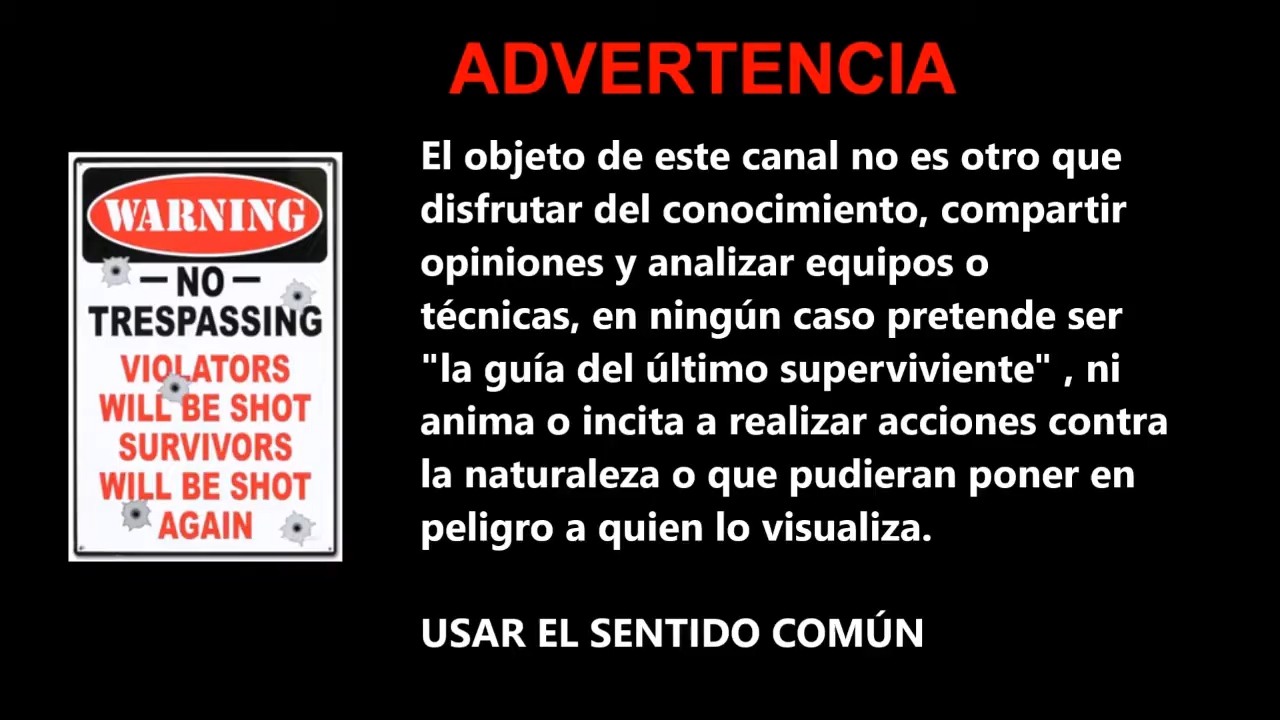 ADVERTENCIA
WARNING
NO
TRESPASSING
VIOLATORS
WILL BE SHOT
SURVIVORS
WILL BE SHOT
AGAIN
El objeto de este canal no es otro que
disfrutar del conocimiento, compartir
opiniones y analizar equipos o
técnicas, en ningún caso pretende ser
"la guía del último superviviente" , ni
anima o incita a realizar acciones contra
la naturaleza o que pudieran poner en
peligro a quien lo visualiza.
USAR EL SENTIDO COMÚN